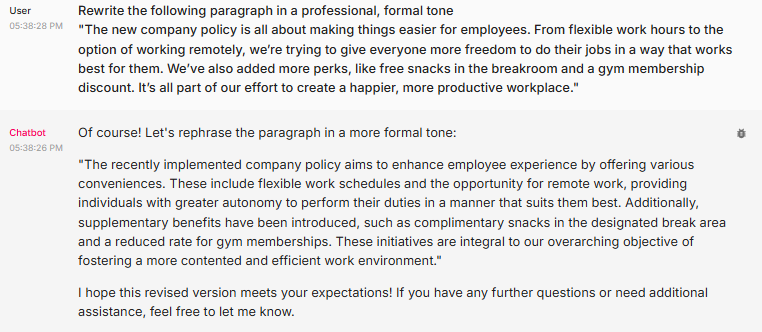 User
05:38:28 PM
Rewrite the following paragraph in a professional, formal tone
"The new company policy is all about making things easier for employees. From flexible work hours to the
option of working remotely, we're trying to give everyone more freedom to do their jobs in a way that works
best for them. We've also added more perks, like free snacks in the breakroom and a gym membership
discount. It's all part of our effort to create a happier, more productive workplace."
Chatbot
05:38:26 PM
Of course! Let's rephrase the paragraph in a more formal tone:
"The recently implemented company policy aims to enhance employee experience by offering various
conveniences. These include flexible work schedules and the opportunity for remote work, providing
individuals with greater autonomy to perform their duties in a manner that suits them best. Additionally,
supplementary benefits have been introduced, such as complimentary snacks in the designated break area
and a reduced rate for gym memberships. These initiatives are integral to our overarching objective of
fostering a more contented and efficient work environment."
I hope this revised version meets your expectations! If you have any further questions or need additional
assistance, feel free to let me know.